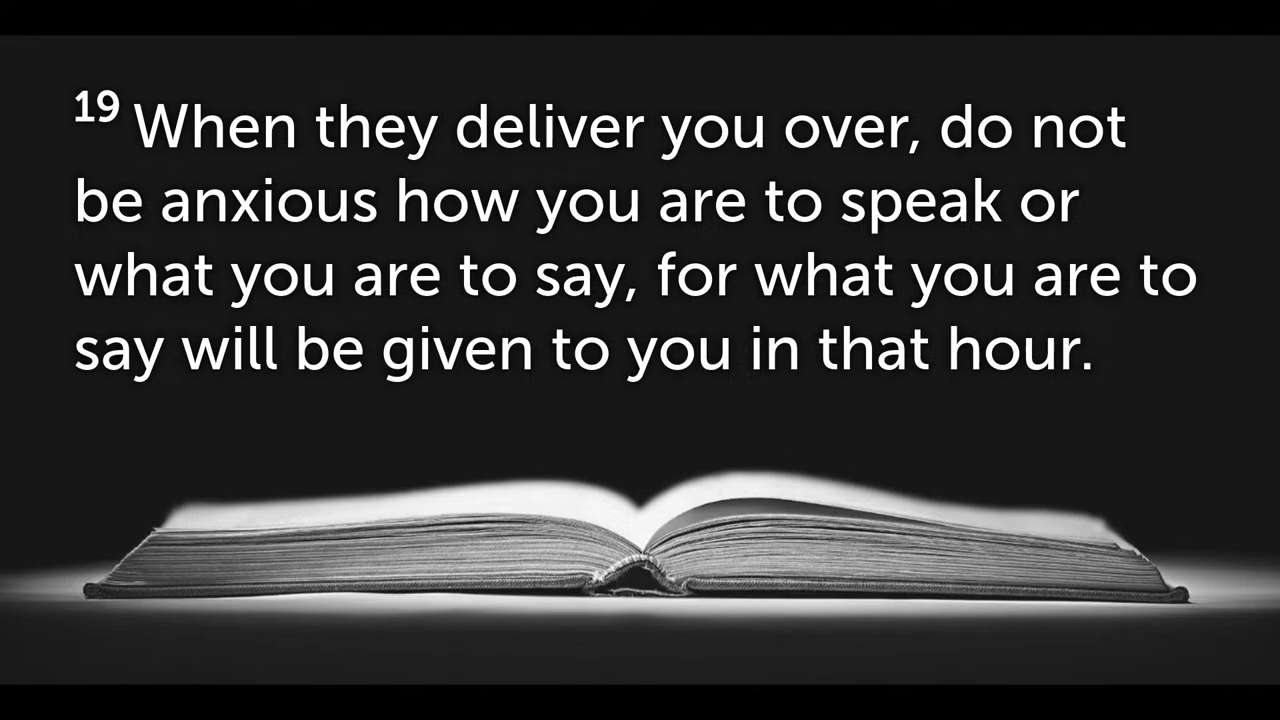 19 When they deliver you over, do not
be anxious how you are to speak or
what you are to say, for what you are to
say will be given to you in that hour.